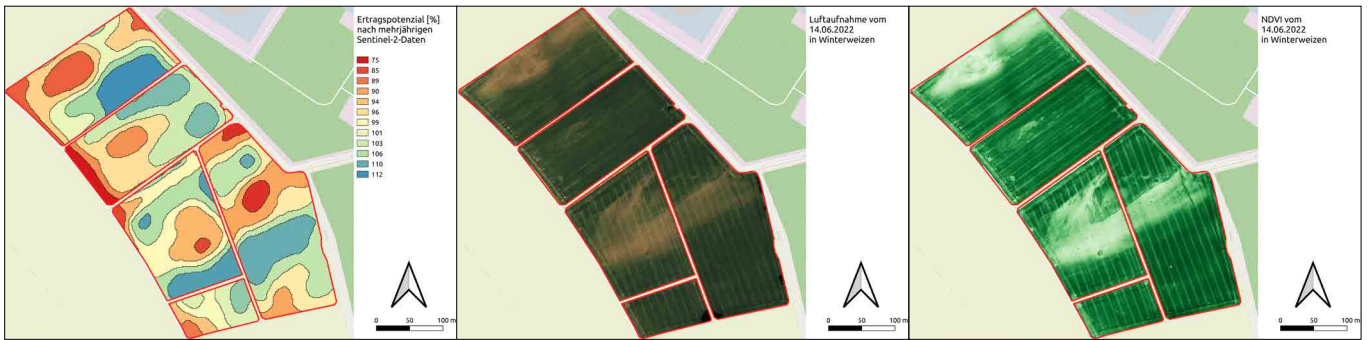 Ertragspotenzial [%]
nach mehrjährigen
Sentinel-2-Daten
75
85
89
90
94
96
99
101
103
106
110
112
0 50 100 m
Luftaufnahme vom
14.06.2022
in Winterweizen
0 50 100 m
NDVI vom
14.06.2022
in Winterweizen
0 50 100 m